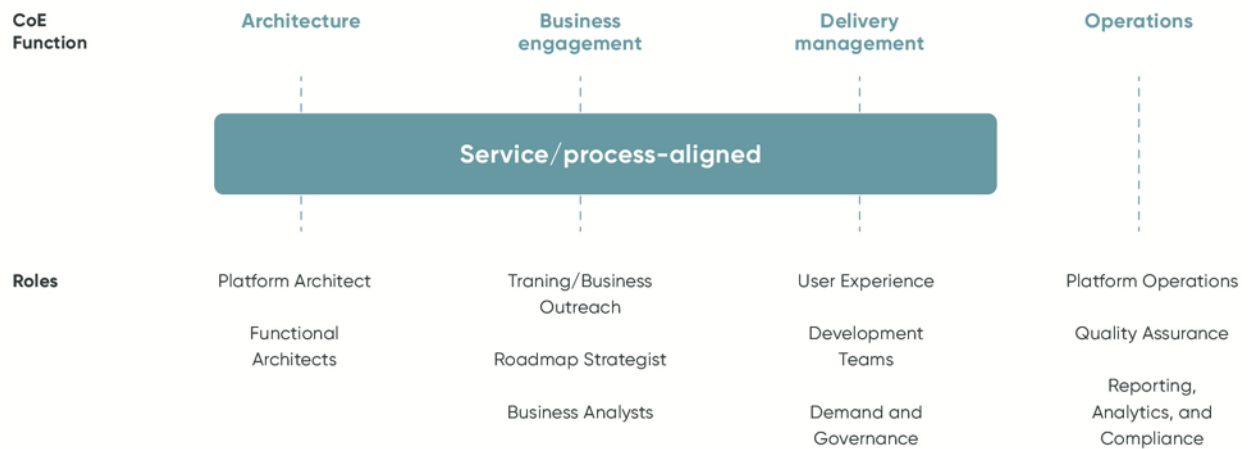 CoE
Function
Architecture
Business
engagement
Delivery
management
Operations
Service/process-aligned
Roles
Platform Architect
Functional
Architects
Traning/Business
Outreach
Roadmap Strategist
Business Analysts
User Experience
Development
Teams
Demand and
Governance
Platform Operations
Quality Assurance
Reporting,
Analytics, and
Compliance